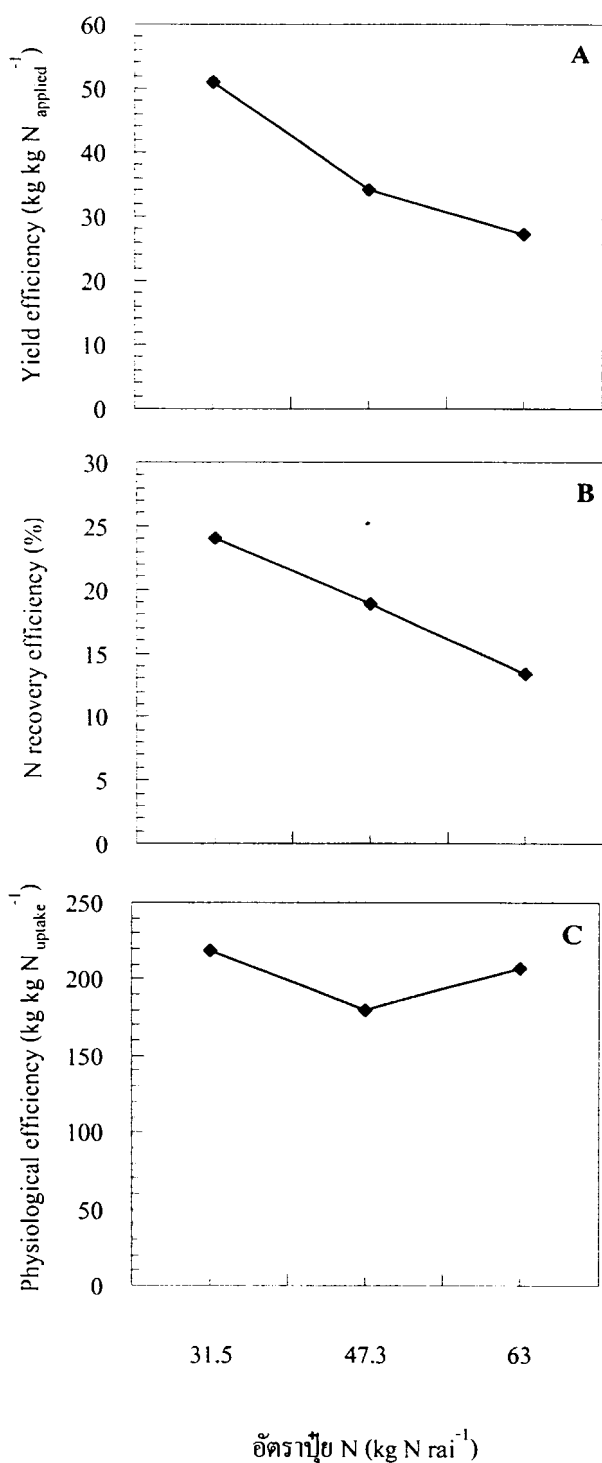 60
A
50
40
30
20
10
0
Yield efficiency (kg kg N applied⁻¹)
30
B
25
20
15
10
5
0
N recovery efficiency (%)
250
C
200
150
100
50
0
Physiological efficiency (kg kg N uptake⁻¹)
31.5 47.3 63
อัตราปุ๋ย N (kg N rai⁻¹)